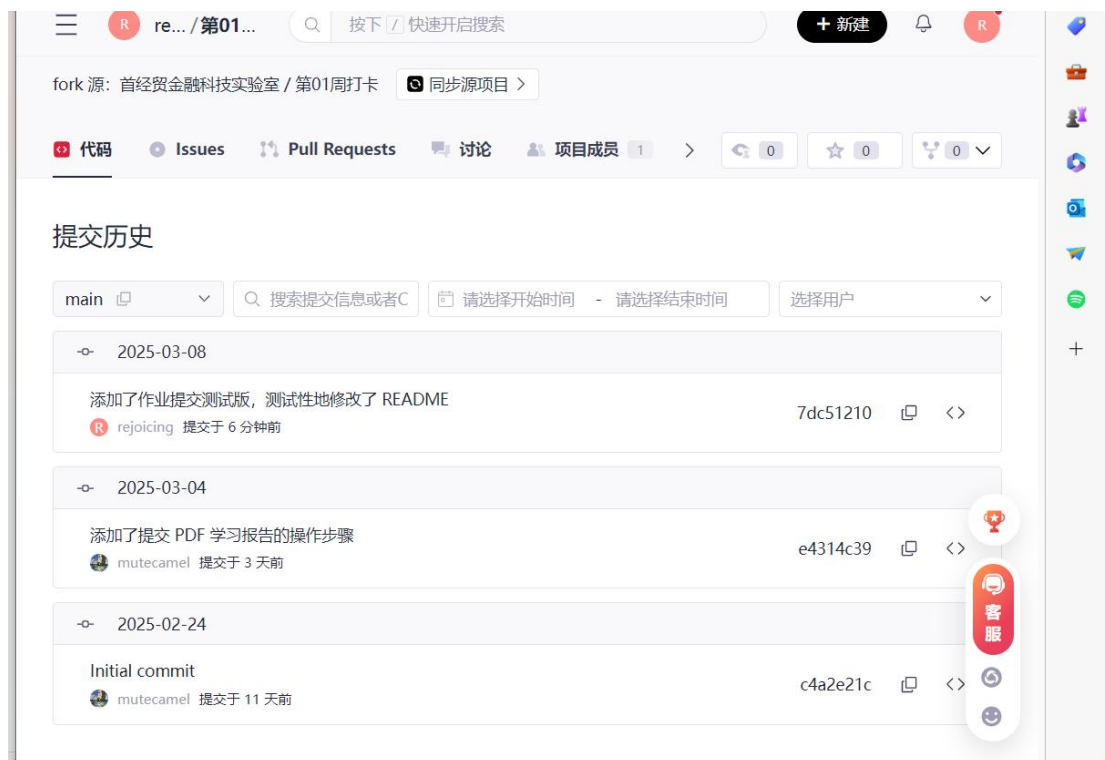 R re... / 第01... 按下 / 快速开启搜索 + 新建 R
fork 源：首经贸金融科技实验室 / 第01周打卡 同步源项目 >
代码 Issues Pull Requests 讨论 项目成员 1 > 0 0 0
提交历史
main 搜索提交信息或者C 请选择开始时间 - 请选择结束时间 选择用户
2025-03-08
添加了作业提交测试版，测试性地修改了 README
7dc51210
R rejoicing 提交于 6 分钟前
2025-03-04
添加了提交 PDF 学习报告的操作步骤
e4314c39
mutecamel 提交于 3 天前
2025-02-24
Initial commit
c4a2e21c
mutecamel 提交于 11 天前
客
服